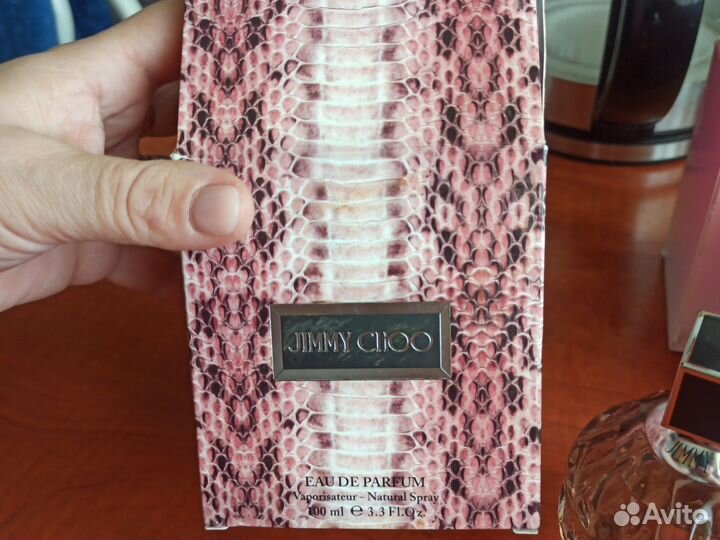 JIMMY CHOO
EAU DE PARFUM
Vaporisateur - Natural Spray
100 ml e 3.3 Fl.Oz.
JIMMY
Avito